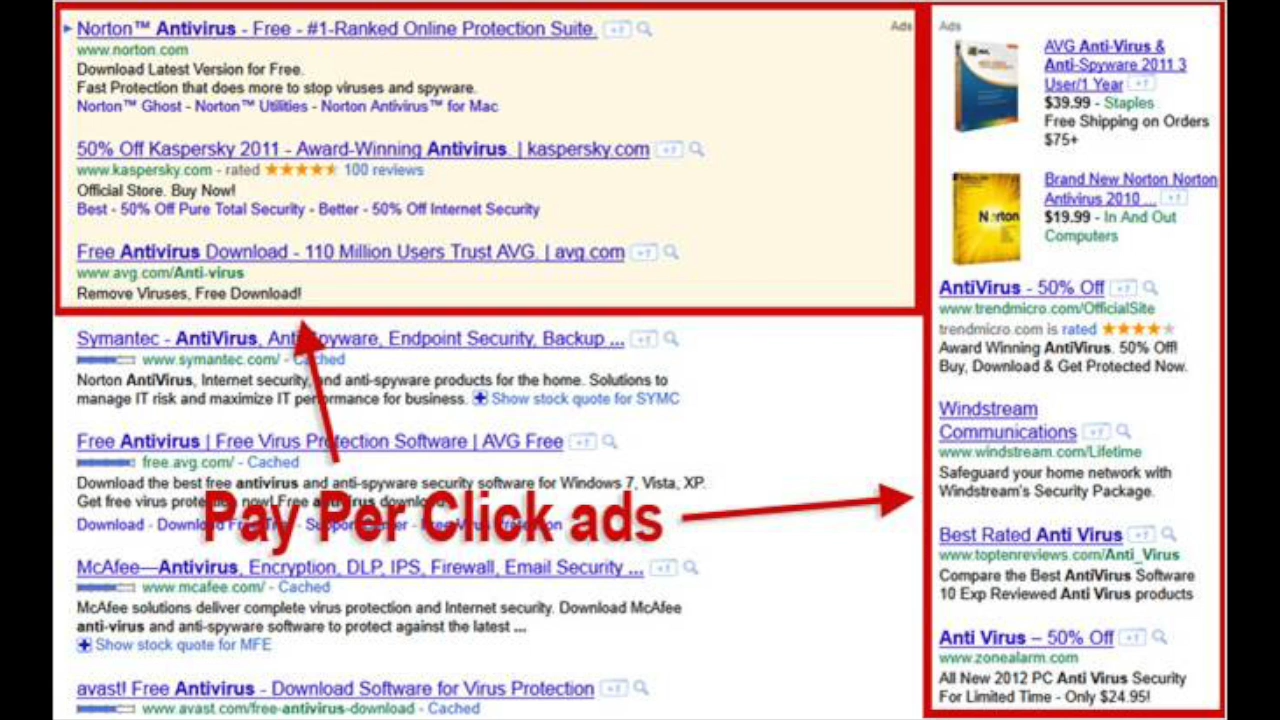 Norton™ Antivirus - Free - #1-Ranked Online Protection Suite.
Ads
www.norton.com
Download Latest Version for Free.
Fast Protection that does more to stop viruses and spyware.
Norton™ Ghost - Norton™ Utilities - Norton Antivirus™ for Mac
50% Off Kaspersky 2011 - Award-Winning Antivirus. | kaspersky.com
www.kaspersky.com - rated ★★★★★ 100 reviews
Official Store. Buy Now!
Best - 50% Off Pure Total Security - Better - 50% Off Internet Security
Free Antivirus Download - 110 Million Users Trust AVG. | avg.com
www.avg.com/Anti-virus
Remove Viruses, Free Download!
Symantec - AntiVirus, Anti-Spyware, Endpoint Security, Backup ...
www.symantec.com/ - Cached
Norton AntiVirus, Internet security, and anti-spyware products for the home. Solutions to
manage IT risk and maximize IT performance for business. Show stock quote for SYMC
Free Antivirus | Free Virus Protection Software | AVG Free
free.avg.com/ - Cached
Download the best free antivirus and anti-spyware security software for Windows 7, Vista, XP.
Get free virus protection now! Free antivirus download
Download - Download Free - Support - Free Virus Protection
Pay Per Click ads
McAfee—Antivirus, Encryption, DLP, IPS, Firewall, Email Security ...
www.mcafee.com/ - Cached
McAfee solutions deliver complete virus protection and Internet security. Download McAfee
anti-virus and anti-spyware software to protect against the latest ...
Show stock quote for MFE
avast! Free Antivirus - Download Software for Virus Protection
www.avast.com/free-antivirus-download - Cached
Ads
AVG Anti-Virus &
Anti-Spyware 2011 3
User/1 Year
$39.99 - Staples
Free Shipping on Orders
$75+
Brand New Norton Norton
Antivirus 2010 ...
$19.99 - In And Out
Computers
Norton
AntiVirus - 50% Off
www.trendmicro.com/OfficialSite
trendmicro.com is rated ★★★★★
Award Winning AntiVirus. 50% Off!
Buy, Download & Get Protected Now.
Windstream
Communications
www.windstream.com/Lifetime
Safeguard your home network with
Windstream's Security Package.
Best Rated Anti Virus
www.toptenreviews.com/Anti_Virus
Compare the Best AntiVirus Software
10 Exp Reviewed Anti Virus products
Anti Virus – 50% Off
www.zonealarm.com
All New 2012 PC Anti Virus Security
For Limited Time - Only $24.95!